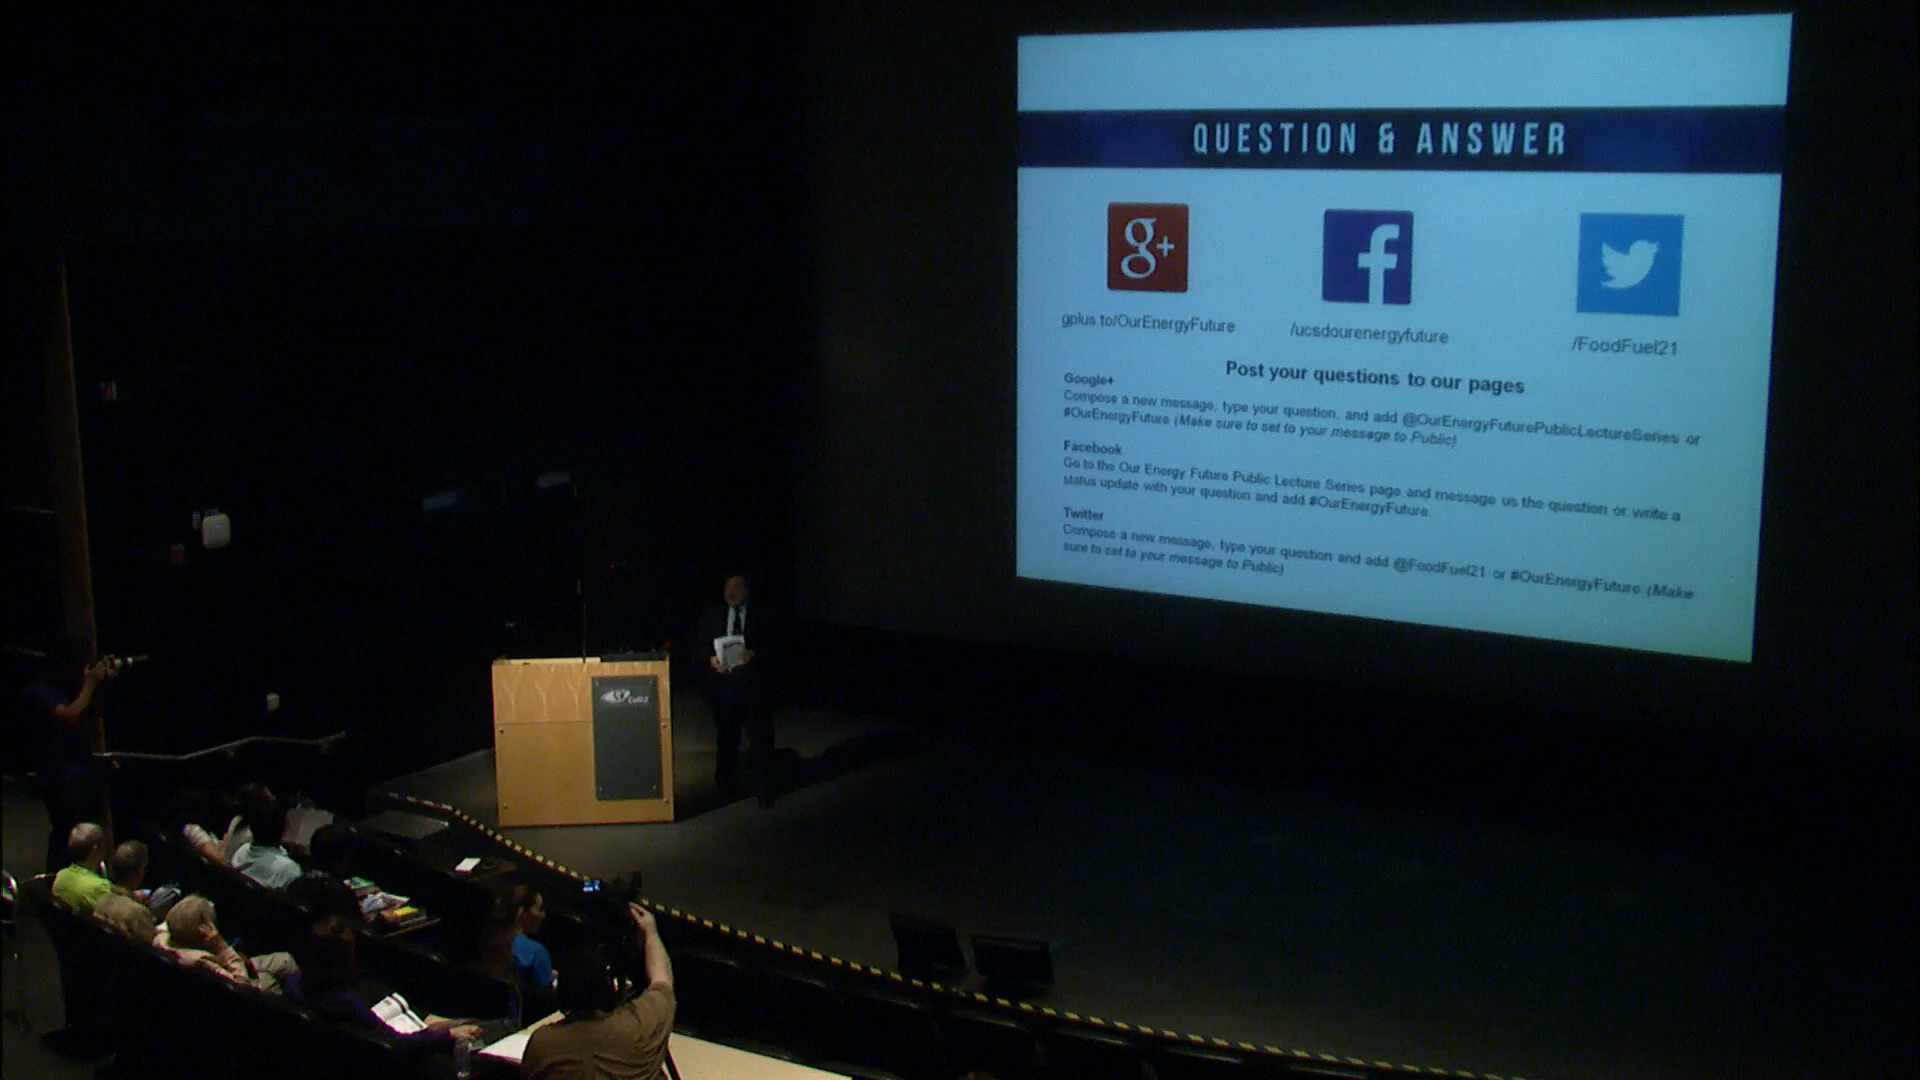 QUESTION & ANSWER
g+
f
gplus.to/OurEnergyFuture
/ucsdourenergyfuture
/FoodFuel21
Post your questions to our pages
Google+
Compose a new message, type your question, and add @OurEnergyFuturePublicLectureSeries or
#OurEnergyFuture (Make sure to set to your message to Public)
Facebook
Go to the Our Energy Future Public Lecture Series page and message us the question or write a
status update with your question and add #OurEnergyFuture
Twitter
Compose a new message, type your question and add @FoodFuel21 or #OurEnergyFuture (Make
sure to set to your message to Public)
Calit2